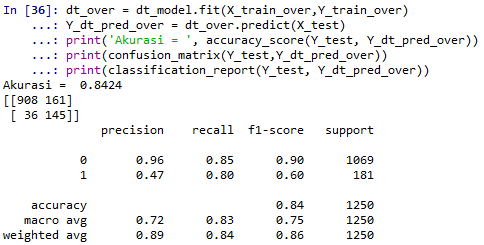 In [36]: dt_over = dt_model.fit(X_train_over,Y_train_over)
    ...: Y_dt_pred_over = dt_over.predict(X_test)
    ...: print('Akurasi = ', accuracy_score(Y_test, Y_dt_pred_over))
    ...: print(confusion_matrix(Y_test,Y_dt_pred_over))
    ...: print(classification_report(Y_test, Y_dt_pred_over))
Akurasi =  0.8424
[[908 161]
 [ 36 145]]
              precision    recall  f1-score   support

           0       0.96      0.85      0.90      1069
           1       0.47      0.80      0.60       181

    accuracy                           0.84      1250
   macro avg       0.72      0.83      0.75      1250
weighted avg       0.89      0.84      0.86      1250